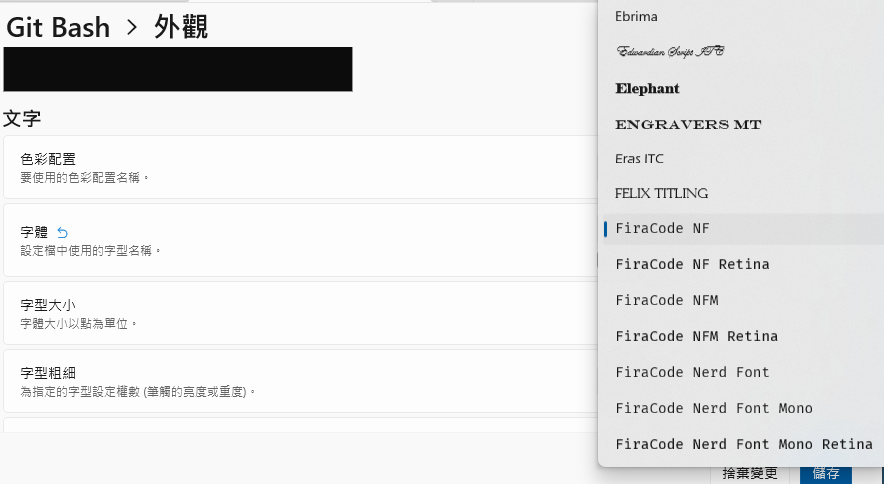 Git Bash > 外觀
文字
色彩配置
要使用的色彩配置名稱。
字體
設定檔中使用的字型名稱。
字型大小
字體大小以點為單位。
字型粗細
為指定的字型設定權數 (筆觸的亮度或重度)。
Ebrima
Edwardian Script ITC
Elephant
ENGRAVERS MT
Eras ITC
FELIX TITLING
FiraCode NF
FiraCode NF Retina
FiraCode NFM
FiraCode NFM Retina
FiraCode Nerd Font
FiraCode Nerd Font Mono
FiraCode Nerd Font Mono Retina
捨棄變更
儲存